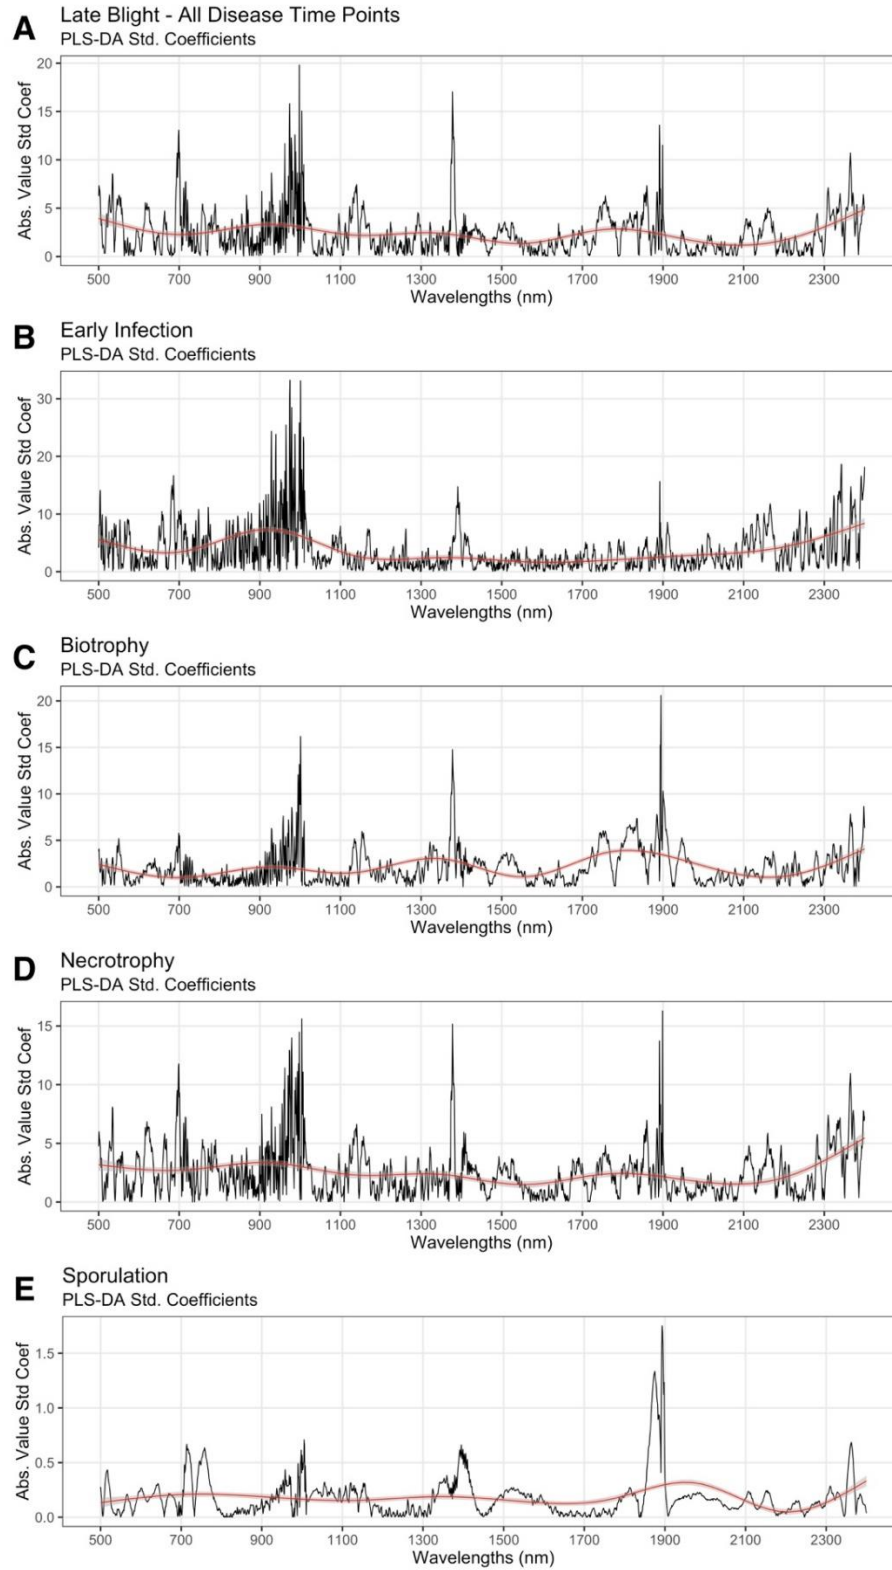 A
Late Blight - All Disease Time Points
PLS-DA Std. Coefficients
Abs. Value Std Coef
20
15
10
5
0
500 700 900 1100 1300 1500 1700 1900 2100 2300
Wavelengths (nm)
B
Early Infection
PLS-DA Std. Coefficients
Abs. Value Std Coef
30
20
10
0
500 700 900 1100 1300 1500 1700 1900 2100 2300
Wavelengths (nm)
C
Biotrophy
PLS-DA Std. Coefficients
Abs. Value Std Coef
20
15
10
5
0
500 700 900 1100 1300 1500 1700 1900 2100 2300
Wavelengths (nm)
D
Necrotrophy
PLS-DA Std. Coefficients
Abs. Value Std Coef
15
10
5
0
500 700 900 1100 1300 1500 1700 1900 2100 2300
Wavelengths (nm)
E
Sporulation
PLS-DA Std. Coefficients
Abs. Value Std Coef
1.5
1.0
0.5
0.0
500 700 900 1100 1300 1500 1700 1900 2100 2300
Wavelengths (nm)